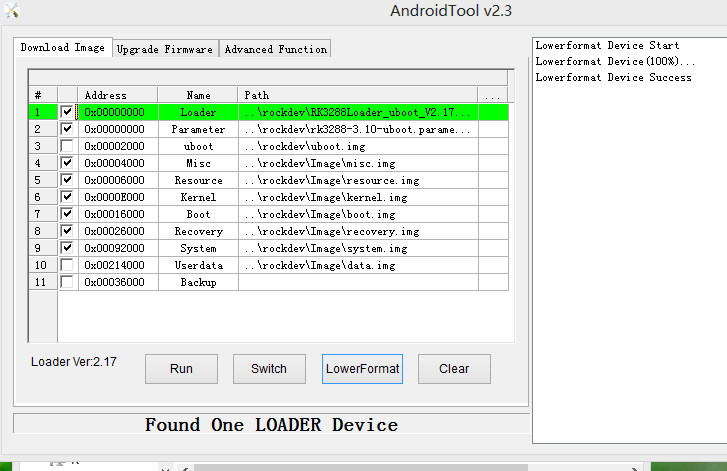 AndroidTool v2.3
Download Image Upgrade Firmware Advanced Function
# Address Name Path ...
1 0x00000000 Loader ..\rockdev\RK3288Loader_uboot_V2.17...
2 0x00000000 Parameter ..\rockdev\rk3288-3.10-uboot.parame...
3 0x00002000 uboot ..\rockdev\uboot.img
4 0x00004000 Misc ..\rockdev\Image\misc.img
5 0x00006000 Resource ..\rockdev\Image\resource.img
6 0x0000E000 Kernel ..\rockdev\Image\kernel.img
7 0x00016000 Boot ..\rockdev\Image\boot.img
8 0x00026000 Recovery ..\rockdev\Image\recovery.img
9 0x00092000 System ..\rockdev\Image\system.img
10 0x00214000 Userdata ..\rockdev\Image\data.img
11 0x00036000 Backup
Loader Ver:2.17 Run Switch LowerFormat Clear
Found One LOADER Device
Lowerformat Device Start
Lowerformat Device(100%)...
Lowerformat Device Success